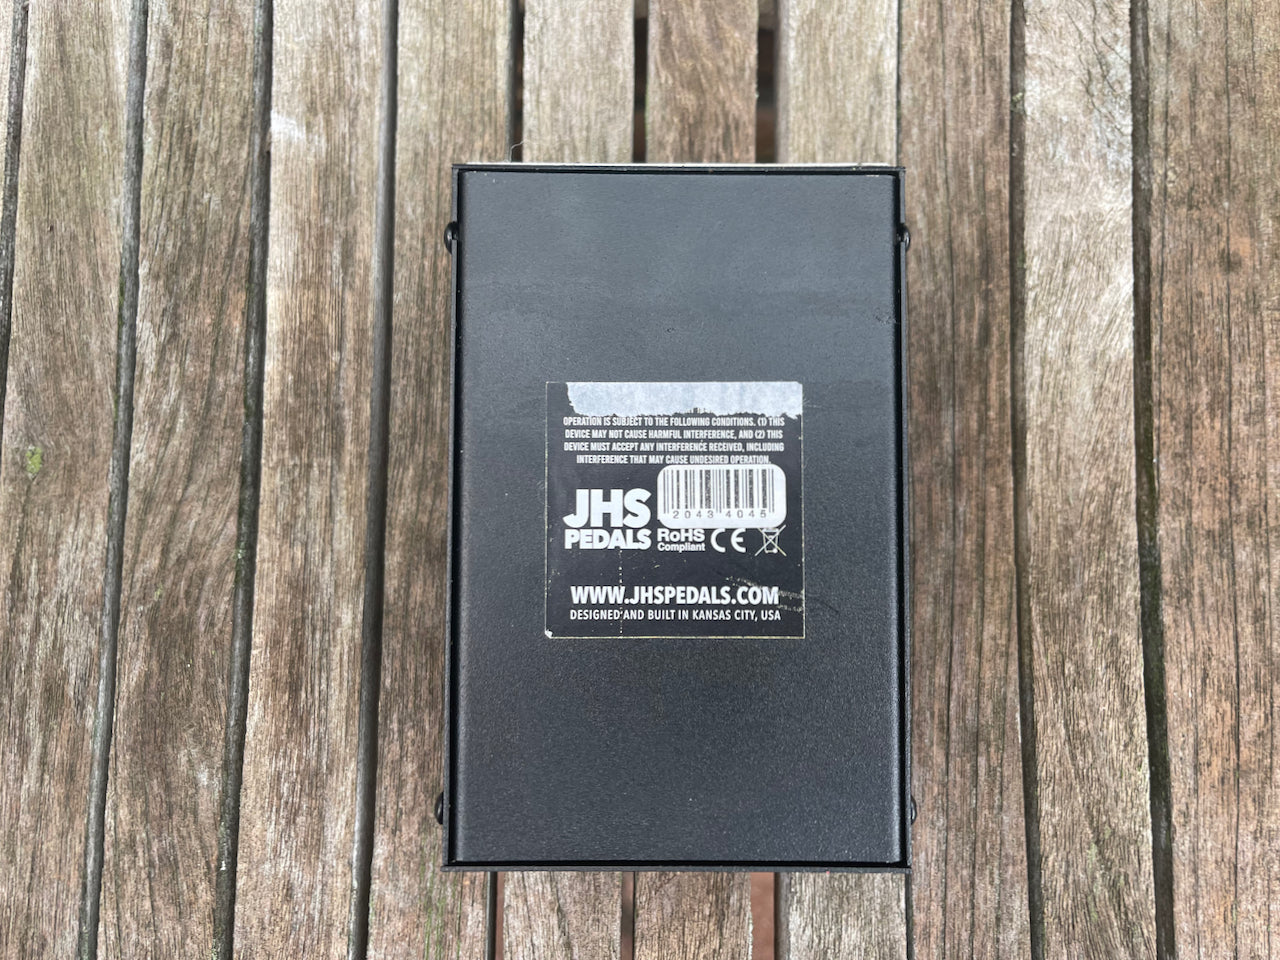 OPERATION IS SUBJECT TO THE FOLLOWING CONDITIONS. (1) THIS
DEVICE MAY NOT CAUSE HARMFUL INTERFERENCE, AND (2) THIS
DEVICE MUST ACCEPT ANY INTERFERENCE RECEIVED, INCLUDING
INTERFERENCE THAT MAY CAUSE UNDESIRED OPERATION.
2043 4045
JHS
PEDALS
RoHS
Compliant
CE
WWW.JHSPEDALS.COM
DESIGNED AND BUILT IN KANSAS CITY, USA